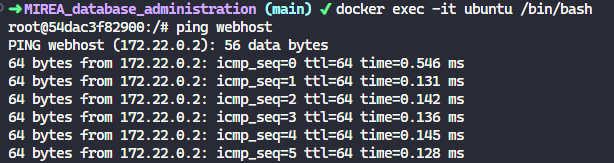 ➜MIREA_database_administration (main) ✓ docker exec -it ubuntu /bin/bash
root@54dac3f82900:/# ping webhost
PING webhost (172.22.0.2): 56 data bytes
64 bytes from 172.22.0.2: icmp_seq=0 ttl=64 time=0.546 ms
64 bytes from 172.22.0.2: icmp_seq=1 ttl=64 time=0.131 ms
64 bytes from 172.22.0.2: icmp_seq=2 ttl=64 time=0.142 ms
64 bytes from 172.22.0.2: icmp_seq=3 ttl=64 time=0.136 ms
64 bytes from 172.22.0.2: icmp_seq=4 ttl=64 time=0.145 ms
64 bytes from 172.22.0.2: icmp_seq=5 ttl=64 time=0.128 ms